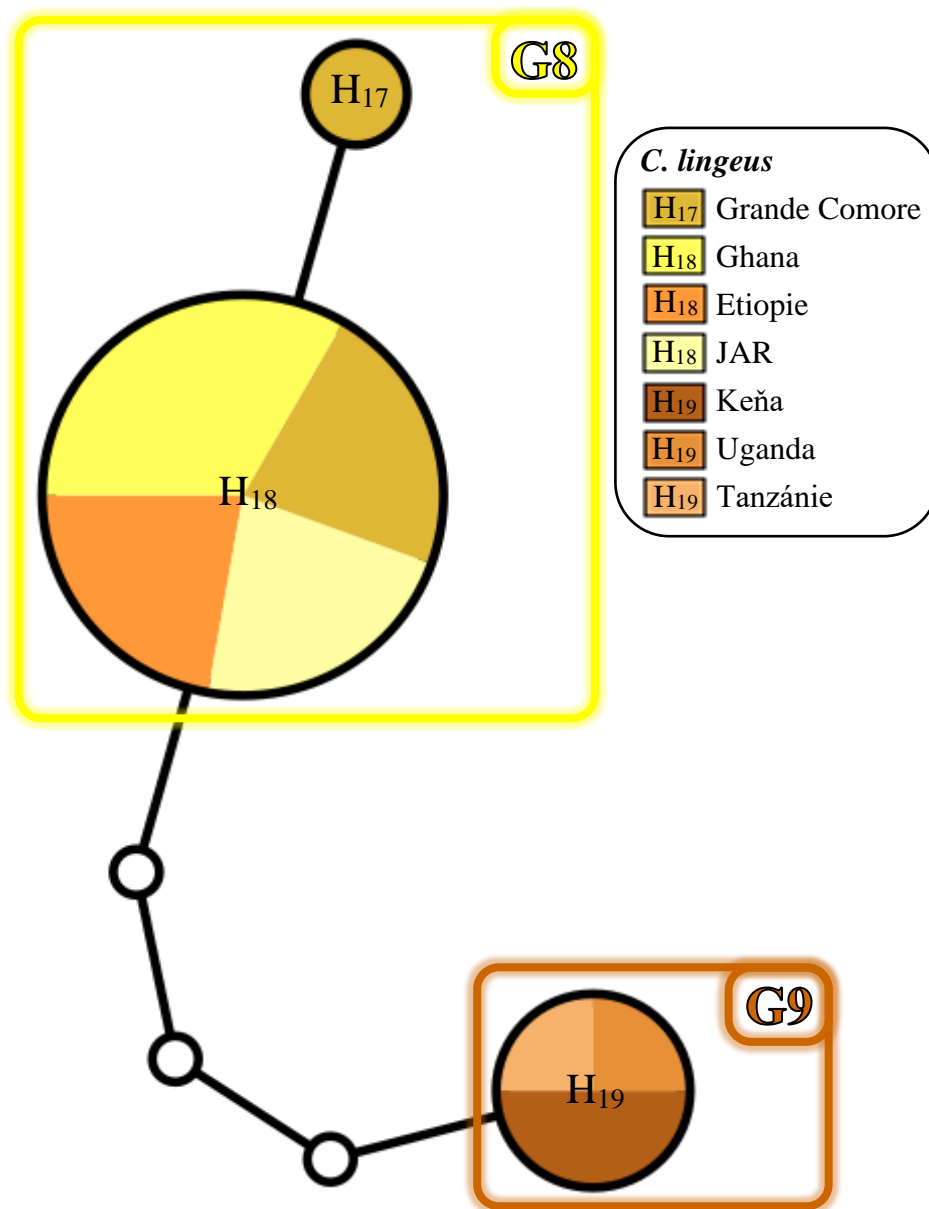 G8
H₁₇
C. lingeus
H₁₇ Grande Comore
H₁₈ Ghana
H₁₈ Etiopie
H₁₈ JAR
H₁₉ Keňa
H₁₉ Uganda
H₁₉ Tanzánie
H₁₈
G9
H₁₉